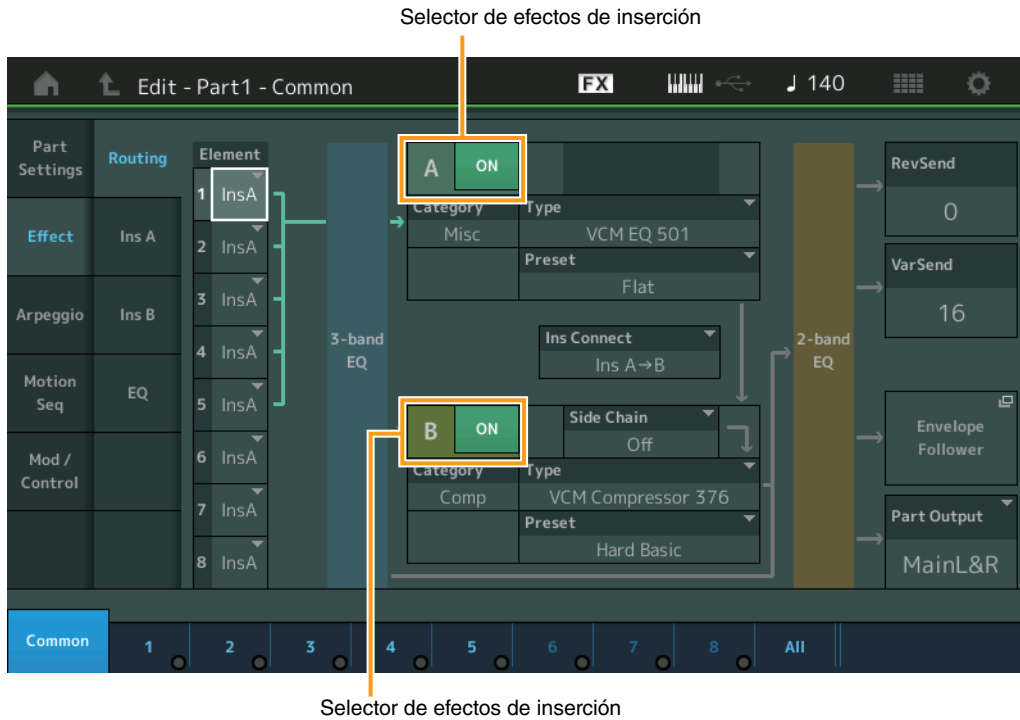 Selector de efectos de inserción
Edit - Part1 - Common
FX
♩ 140
Part
Settings
Effect
Arpeggio
Motion
Seq
Mod /
Control
Routing
Ins A
Ins B
EQ
Element
1 InsA
2 InsA
3 InsA
4 InsA
5 InsA
6 InsA
7 InsA
8 InsA
3-band
EQ
A ON
Category
Misc
Type
VCM EQ 501
Preset
Flat
Ins Connect
Ins A→B
B ON
Side Chain
Off
Category
Comp
Type
VCM Compressor 376
Preset
Hard Basic
2-band
EQ
RevSend
0
VarSend
16
Envelope
Follower
Part Output
MainL&R
Common 1 2 3 4 5 6 7 8 All
Selector de efectos de inserción